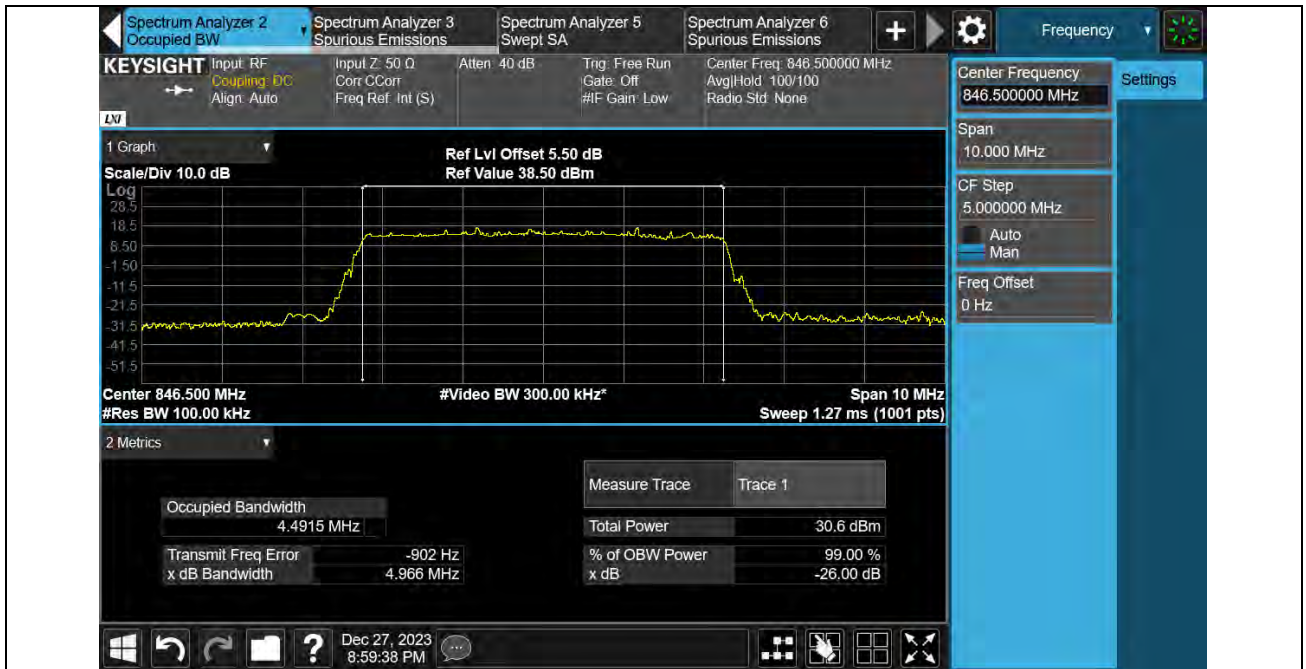 Spectrum Analyzer 2
Occupied BW
Spectrum Analyzer 3
Spurious Emissions
Spectrum Analyzer 5
Swept SA
Spectrum Analyzer 6
Spurious Emissions
+
Frequency
KEYSIGHT
LXI
Input: RF
Coupling: DC
Align: Auto
Input Z: 50 Ω
Corr CCorr
Freq Ref: Int (S)
Atten: 40 dB
Trig: Free Run
Gate: Off
#IF Gain: Low
Center Freq: 846.500000 MHz
Avg|Hold: 100/100
Radio Std: None
Center Frequency
846.500000 MHz
Settings
Span
10.000 MHz
CF Step
5.000000 MHz
Auto
Man
Freq Offset
0 Hz
1 Graph
Scale/Div 10.0 dB
Ref Lvl Offset 5.50 dB
Ref Value 38.50 dBm
Log
28.5
18.5
8.50
-1.50
-11.5
-21.5
-31.5
-41.5
-51.5
Center 846.500 MHz
#Res BW 100.00 kHz
#Video BW 300.00 kHz*
Span 10 MHz
Sweep 1.27 ms (1001 pts)
2 Metrics
Measure Trace
Trace 1
Occupied Bandwidth
4.4915 MHz
Total Power
30.6 dBm
Transmit Freq Error
-902 Hz
% of OBW Power
99.00 %
x dB Bandwidth
4.966 MHz
x dB
-26.00 dB
?
Dec 27, 2023
8:59:38 PM